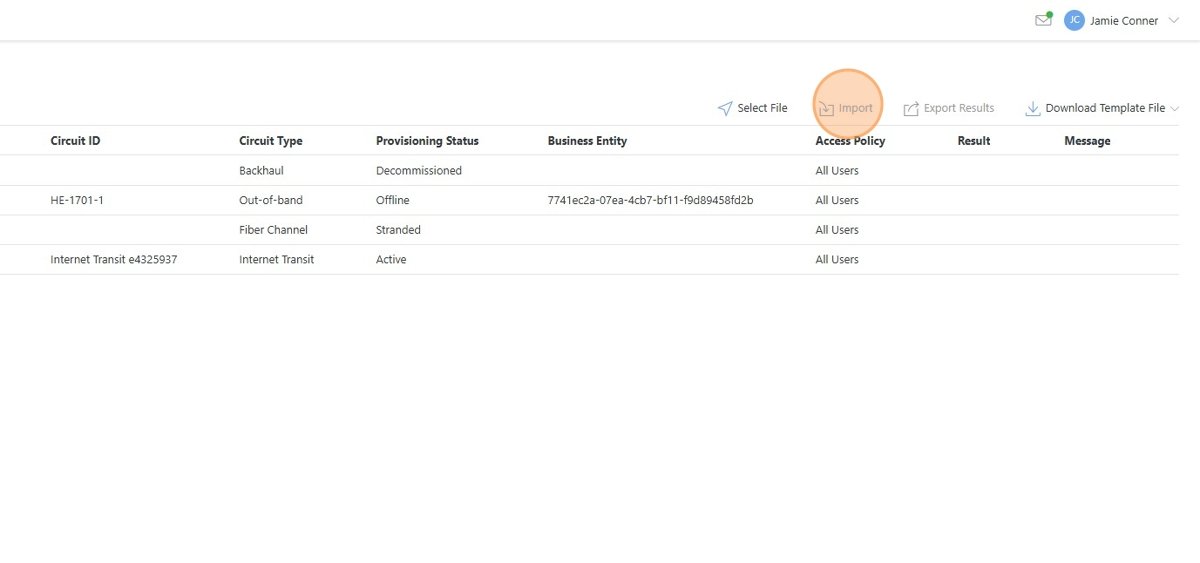 JC Jamie Conner
Select File Import Export Results Download Template File
Circuit ID Circuit Type Provisioning Status Business Entity Access Policy Result Message
Backhaul Decommissioned All Users
HE-1701-1 Out-of-band Offline 7741ec2a-07ea-4cb7-bf11-f9d89458fd2b All Users
Fiber Channel Stranded All Users
Internet Transit e4325937 Internet Transit Active All Users